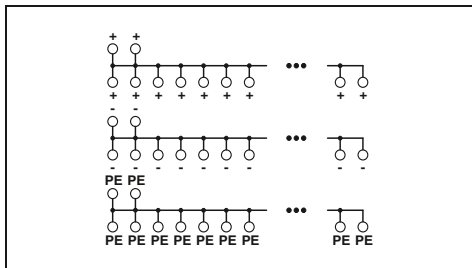 + +
+ + + + + + + + +
- -
- - - - - - - - -
PE PE
PE PE PE PE PE PE PE PE PE